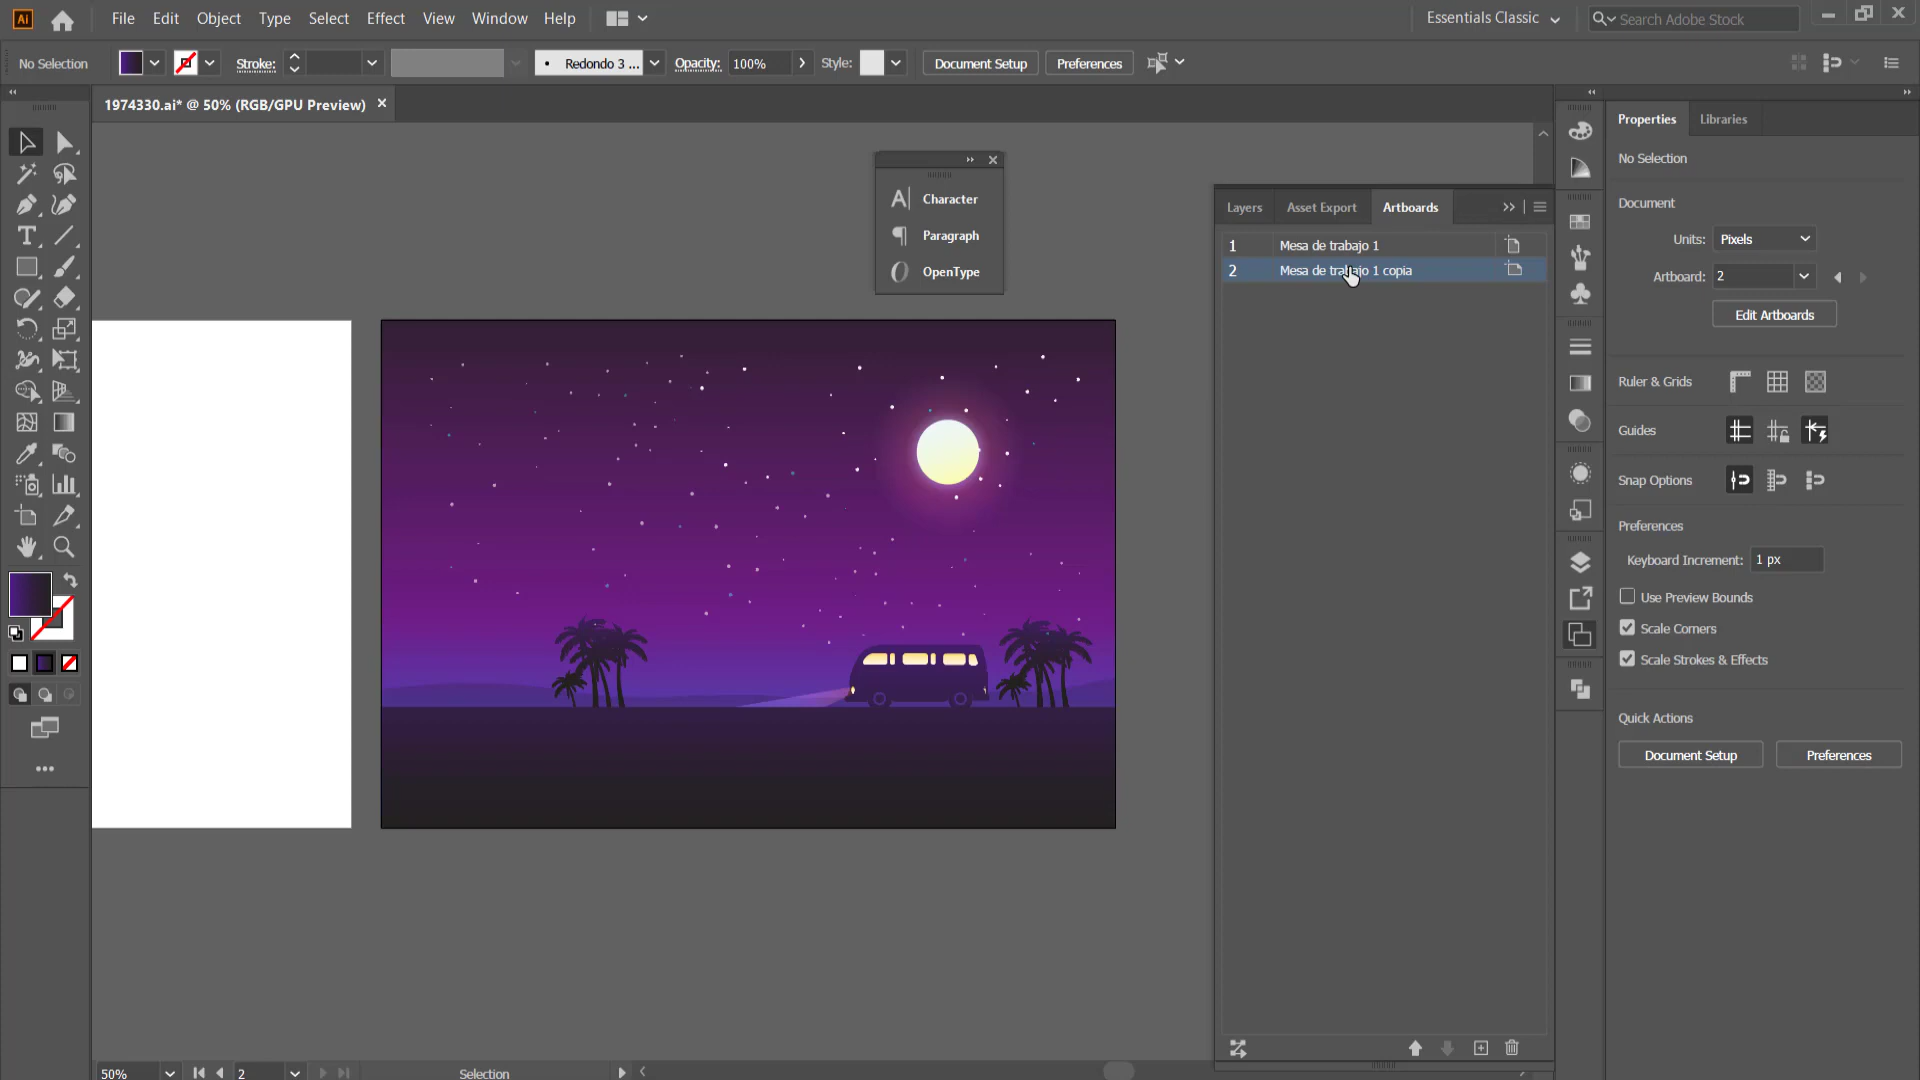 Ai File Edit Object Type Select Effect View Window Help Essentials Classic Search Adobe Stock
No Selection Stroke: Redondo 3 ... Opacity: 100% Style: Document Setup Preferences
1974330.ai* @ 50% (RGB/GPU Preview)
Character
Paragraph
OpenType
Layers Asset Export Artboards
1 Mesa de trabajo 1
2 Mesa de trabajo 1 copia
Properties Libraries
No Selection
Document
Units: Pixels
Artboard: 2
Edit Artboards
Ruler & Grids
Guides
Snap Options
Preferences
Keyboard Increment: 1 px
Use Preview Bounds
Scale Corners
Scale Strokes & Effects
Quick Actions
Document Setup Preferences
50% 2 Selection